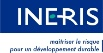 INERIS
maîtriser le risque
pour un développement durable